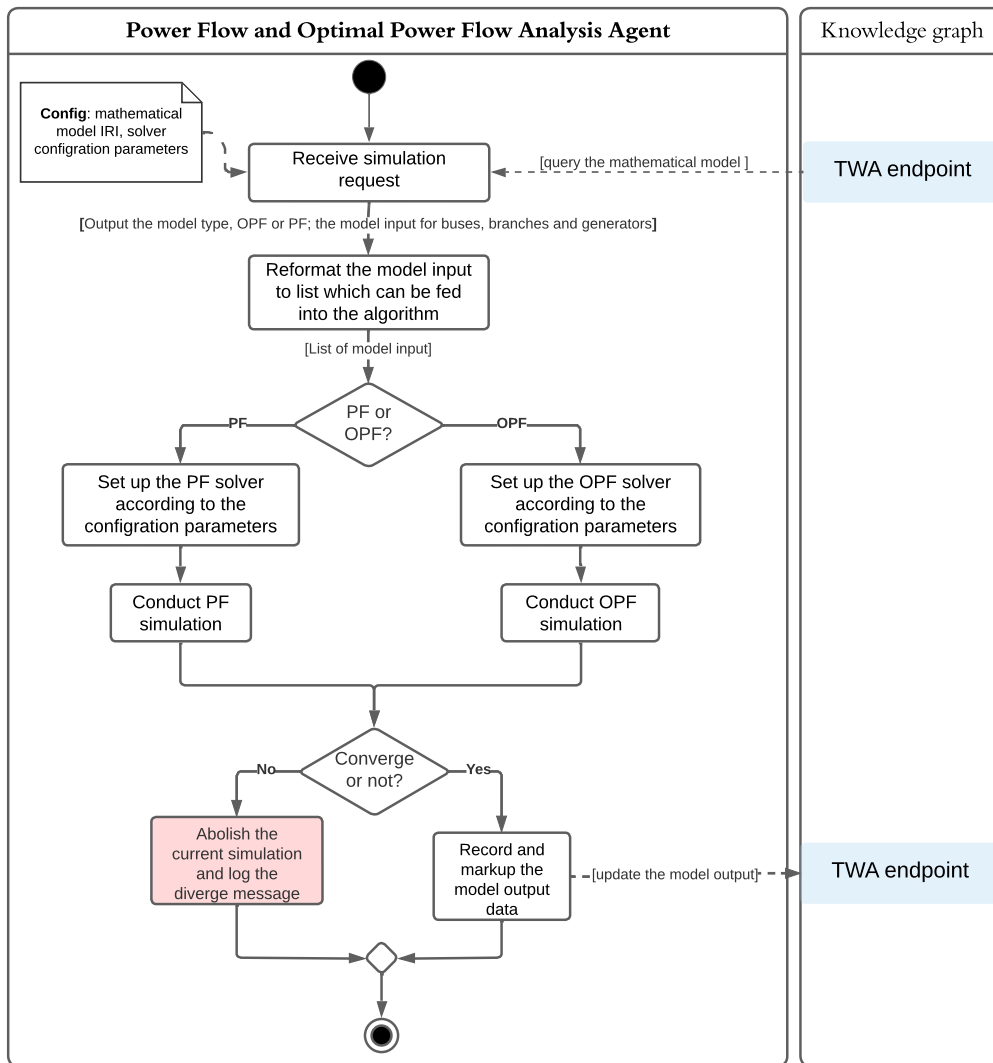 Power Flow and Optimal Power Flow Analysis Agent
Knowledge graph
Config: mathematical
model IRI, solver
configration parameters
Receive simulation
request
[query the mathematical model ]
TWA endpoint
[Output the model type, OPF or PF; the model input for buses, branches and generators]
Reformat the model input
to list which can be fed
into the algorithm
[List of model input]
PF or
OPF?
PF
OPF
Set up the PF solver
according to the
configration parameters
Set up the OPF solver
according to the
configration parameters
Conduct PF
simulation
Conduct OPF
simulation
Converge
or not?
No
Yes
Abolish the
current simulation
and log the
diverge message
Record and
markup the
model output
data
[update the model output]
TWA endpoint